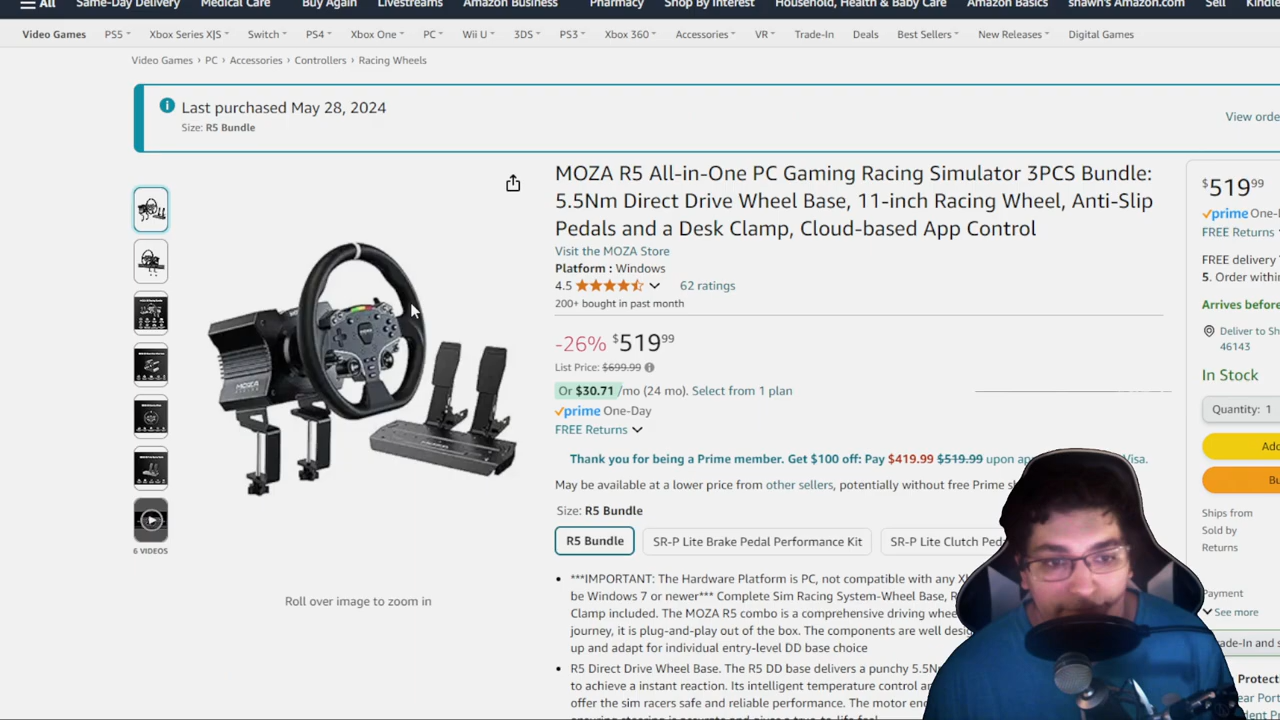 All Same-Day Delivery Medical Care Buy Again Livestreams Amazon Business Pharmacy Shop By Interest Household, Health & Baby Care Amazon Basics shawn's Amazon.com Sell
Video Games PS5 Xbox Series X|S Switch PS4 Xbox One PC Wii U 3DS PS3 Xbox 360 Accessories VR Trade-In Deals Best Sellers New Releases Digital Games
Video Games › PC › Accessories › Controllers › Racing Wheels
Last purchased May 28, 2024
Size: R5 Bundle
View orde
MOZA R5 All-in-One PC Gaming Racing Simulator 3PCS Bundle:
5.5Nm Direct Drive Wheel Base, 11-inch Racing Wheel, Anti-Slip
Pedals and a Desk Clamp, Cloud-based App Control
Visit the MOZA Store
Platform : Windows
4.5 62 ratings
200+ bought in past month
-26% $519 99
List Price: $699.99
Or $30.71 /mo (24 mo). Select from 1 plan
prime One-Day
FREE Returns
Thank you for being a Prime member. Get $100 off: Pay $419.99 $519.99 upon Visa.
May be available at a lower price from other sellers, potentially without free Prime
Size: R5 Bundle
R5 Bundle SR-P Lite Brake Pedal Performance Kit SR-P Lite Clutch
• ***IMPORTANT: The Hardware Platform is PC, not compatible with any
be Windows 7 or newer*** Complete Sim Racing System-Wheel Base,
Clamp included. The MOZA R5 combo is a comprehensive driving
journey, it is plug-and-play out of the box. The components are well
up and adapt for individual entry-level DD base choice
• R5 Direct Drive Wheel Base. The R5 DD base delivers a punchy
to achieve a instant reaction. Its intelligent temperature control
offer the sim racers safe and reliable performance. The motor
MOZA
6 VIDEOS
Roll over image to zoom in
$519 99
prime One-
FREE Returns
FREE delivery
5. Order within
Arrives before
Deliver to Sh
46143
In Stock
Quantity: 1
Ad
Bu
Ships from
Sold by
Returns
Payment
See more